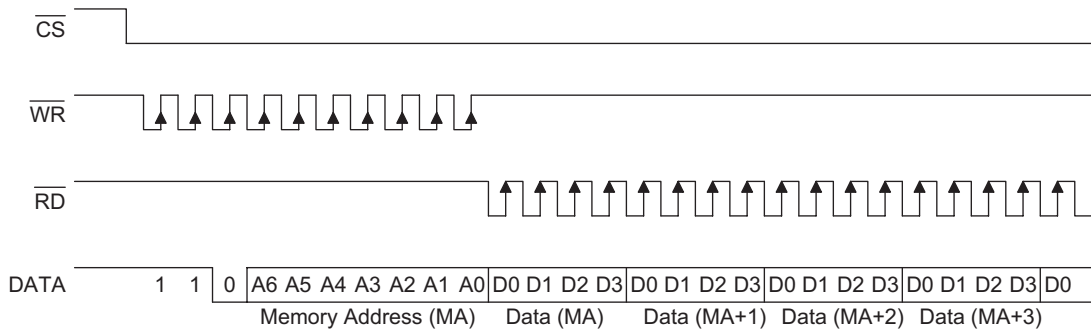 CS
WR
RD
DATA 1 1 0 A6 A5 A4 A3 A2 A1 A0 D0 D1 D2 D3 D0 D1 D2 D3 D0 D1 D2 D3 D0 D1 D2 D3 D0
Memory Address (MA) Data (MA) Data (MA+1) Data (MA+2) Data (MA+3)